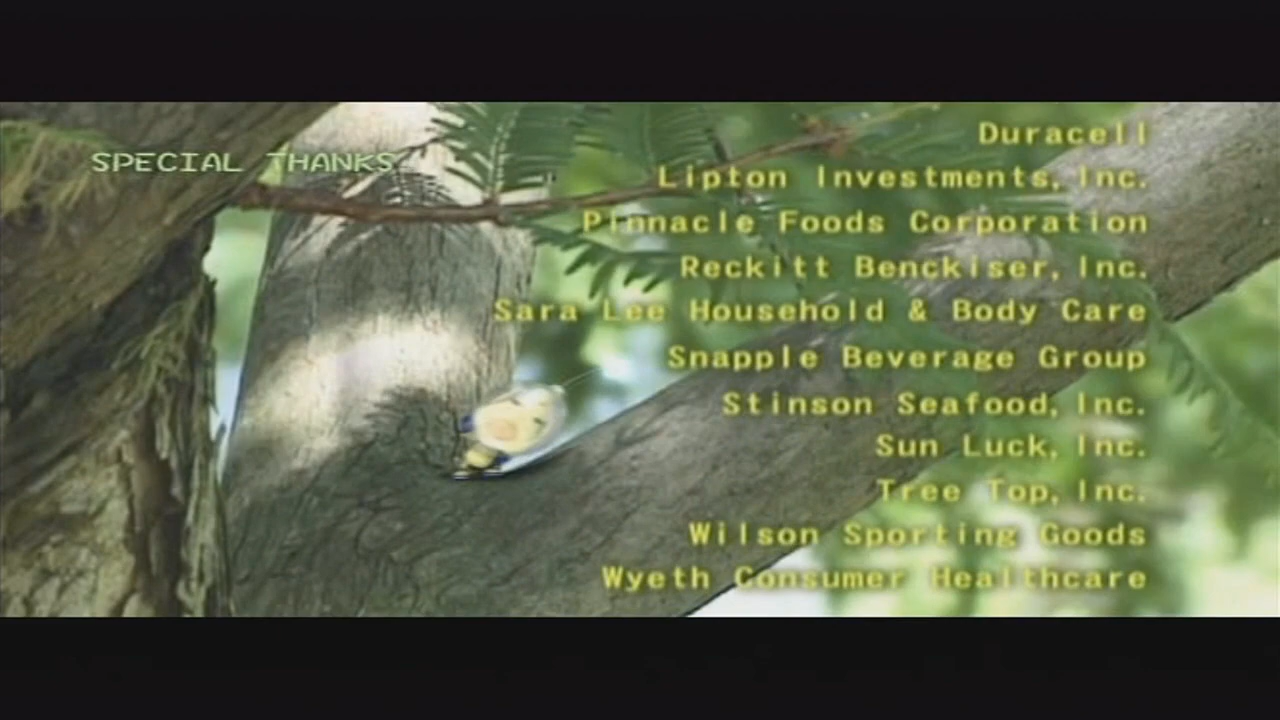 SPECIAL THANKS
Duracell
Lipton Investments, Inc.
Pinnacle Foods Corporation
Reckitt Benckiser, Inc.
Sara Lee Household & Body Care
Snapple Beverage Group
Stinson Seafood, Inc.
Sun Luck, Inc.
Tree Top, Inc.
Wilson Sporting Goods
Wyeth Consumer Healthcare